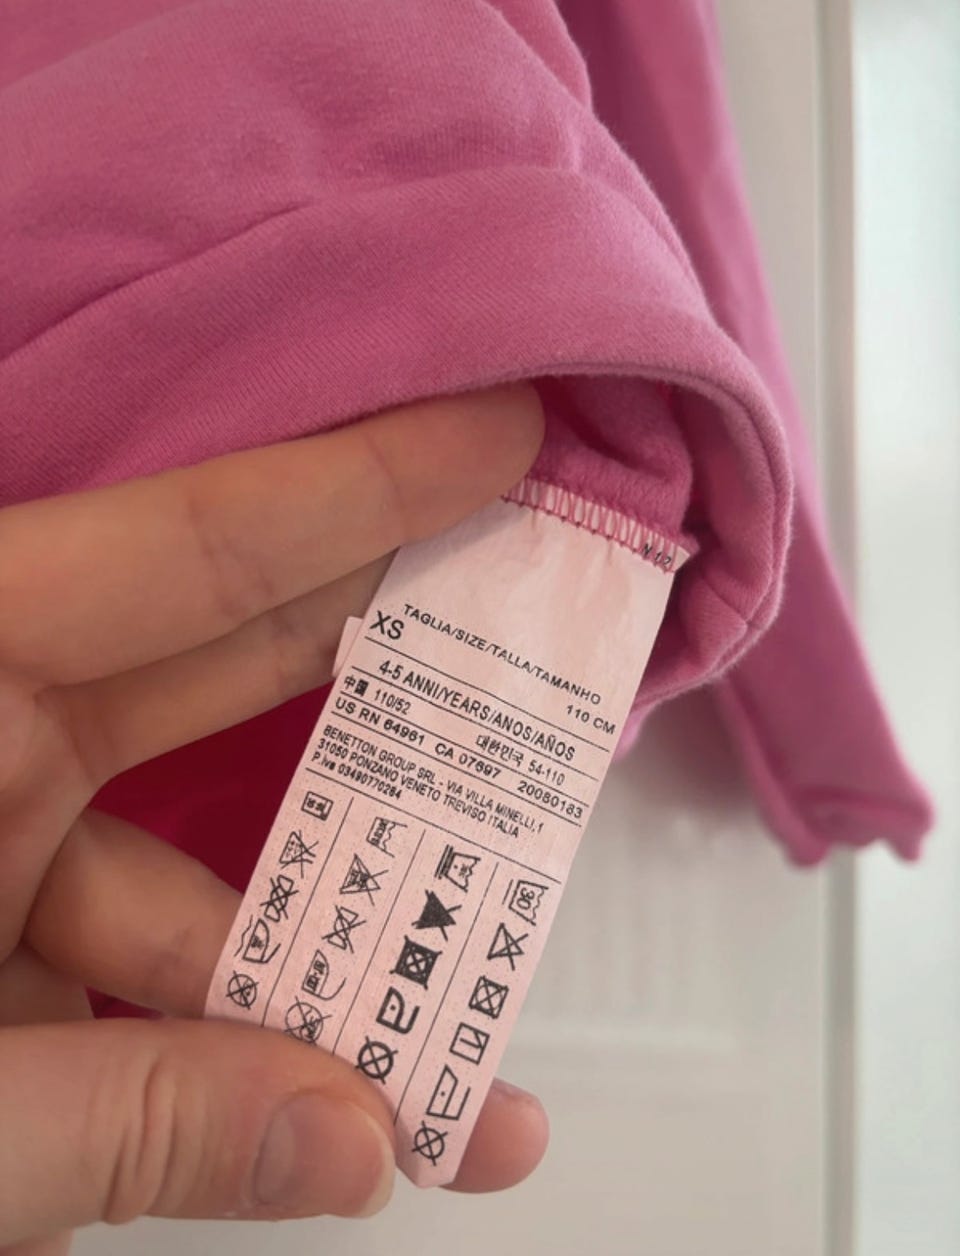 N 12
TAGLIA/SIZE/TALLA/TAMANHO
XS 110 CM
4-5 ANNI/YEARS/ANOS/AÑOS
中国 110/52 대한민국 54-110
US RN 64961 CA 07697 20080183
BENETTON GROUP SRL - VIA VILLA MINELLI,1
31050 PONZANO VENETO TREVISO ITALIA
P.Iva 03490770264
30